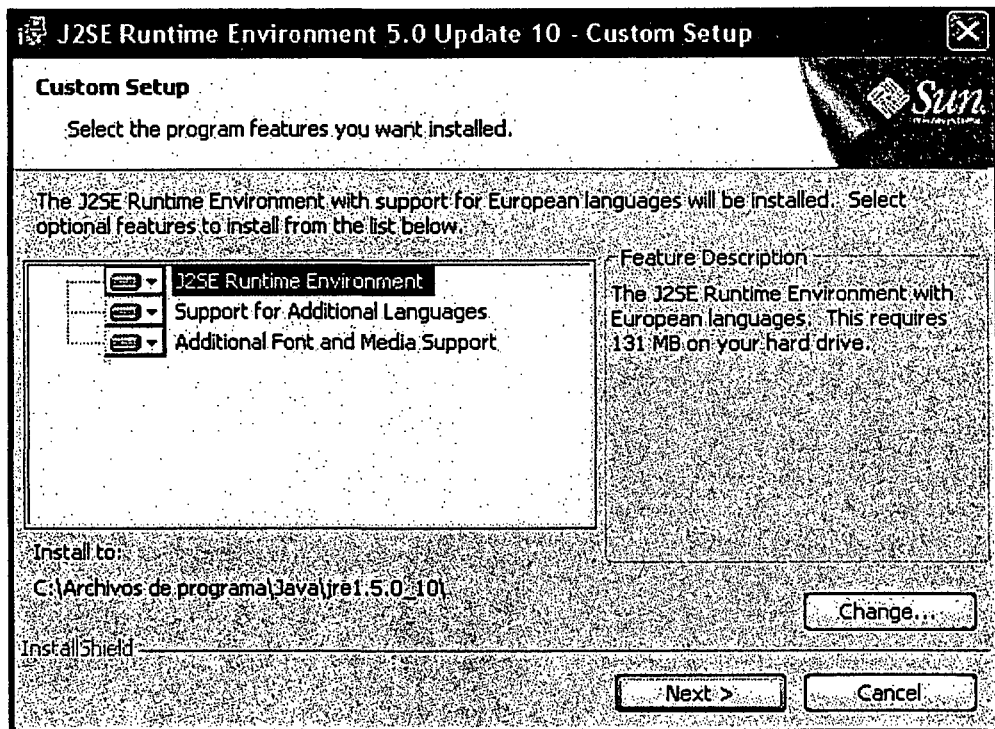 J2SE Runtime Environment 5.0 Update 10 - Custom Setup
Custom Setup
Select the program features you want installed.
Sun
The J2SE Runtime Environment with support for European languages will be installed. Select
optional features to install from the list below.
J2SE Runtime Environment
Support for Additional Languages
Additional Font and Media Support
Feature Description
The J2SE Runtime Environment with
European languages. This requires
131 MB on your hard drive.
Install to:
C:\Archivos de programa\Java\jre1.5.0_10\
Change...
InstallShield
Next >
Cancel